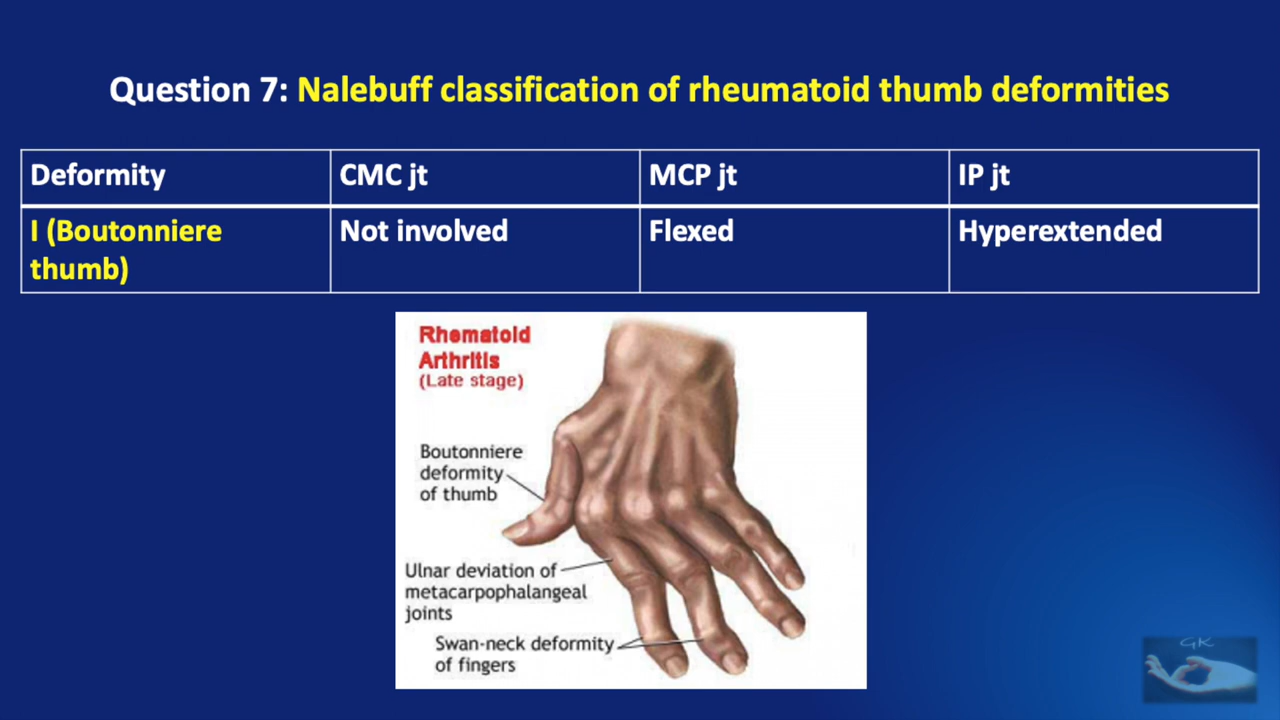 Question 7: Nalebuff classification of rheumatoid thumb deformities
Deformity CMC jt MCP jt IP jt
I (Boutonniere Not involved Flexed Hyperextended
thumb)
Rhematoid
Arthritis
(Late stage)
Boutonniere
deformity
of thumb
Ulnar deviation of
metacarpophalangeal
joints
Swan-neck deformity
of fingers
GK